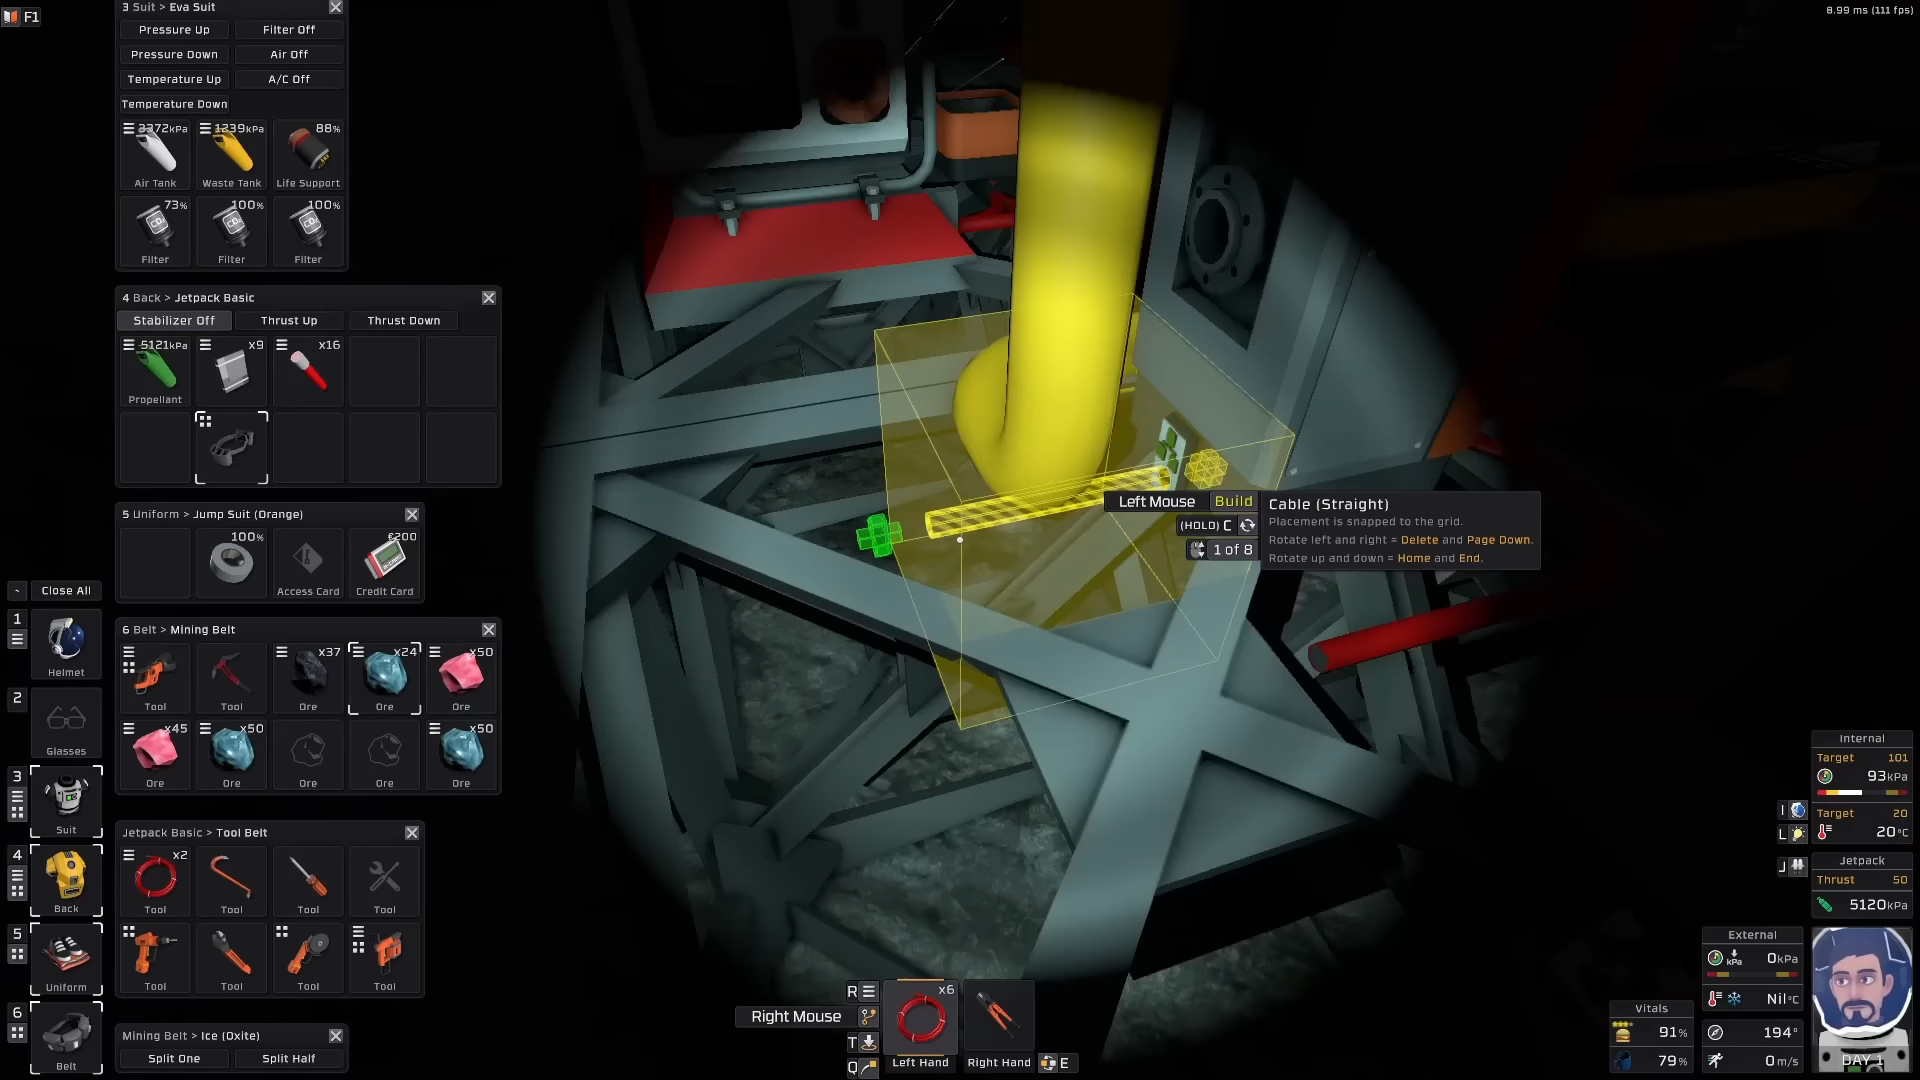 F1
8.99 ms (111 fps)
3 Suit > Eva Suit
Pressure Up
Filter Off
Pressure Down
Air Off
Temperature Up
A/C Off
Temperature Down
3372kPa
1239kPa
88%
Air Tank
Waste Tank
Life Support
73%
100%
100%
Filter
Filter
Filter
4 Back > Jetpack Basic
Stabilizer Off
Thrust Up
Thrust Down
5121kPa
x9
x16
Propellant
5 Uniform > Jump Suit (Orange)
100%
€200
Access Card
Credit Card
~ Close All
6 Belt > Mining Belt
x37
x24
x50
Tool
Tool
Ore
Ore
Ore
x45
x50
x50
Ore
Ore
Ore
Ore
Ore
1
Helmet
2
Glasses
3
Suit
4
Back
5
Uniform
6
Belt
Jetpack Basic > Tool Belt
x2
Tool
Tool
Tool
Tool
Tool
Tool
Tool
Tool
Mining Belt > Ice (Oxite)
Split One
Split Half
Left Mouse Build
(HOLD) C
1 of 8
Cable (Straight)
Placement is snapped to the grid.
Rotate left and right = Delete and Page Down.
Rotate up and down = Home and End.
Right Mouse
R
T
Q
x6
Left Hand
Right Hand
E
Internal
Target 101
93kPa
Target 20
20°C
I
L
Jetpack
J
Thrust 50
5120kPa
External
kPa
0kPa
Nil°C
Vitals
91%
79%
194°
0m/s
DAY 1